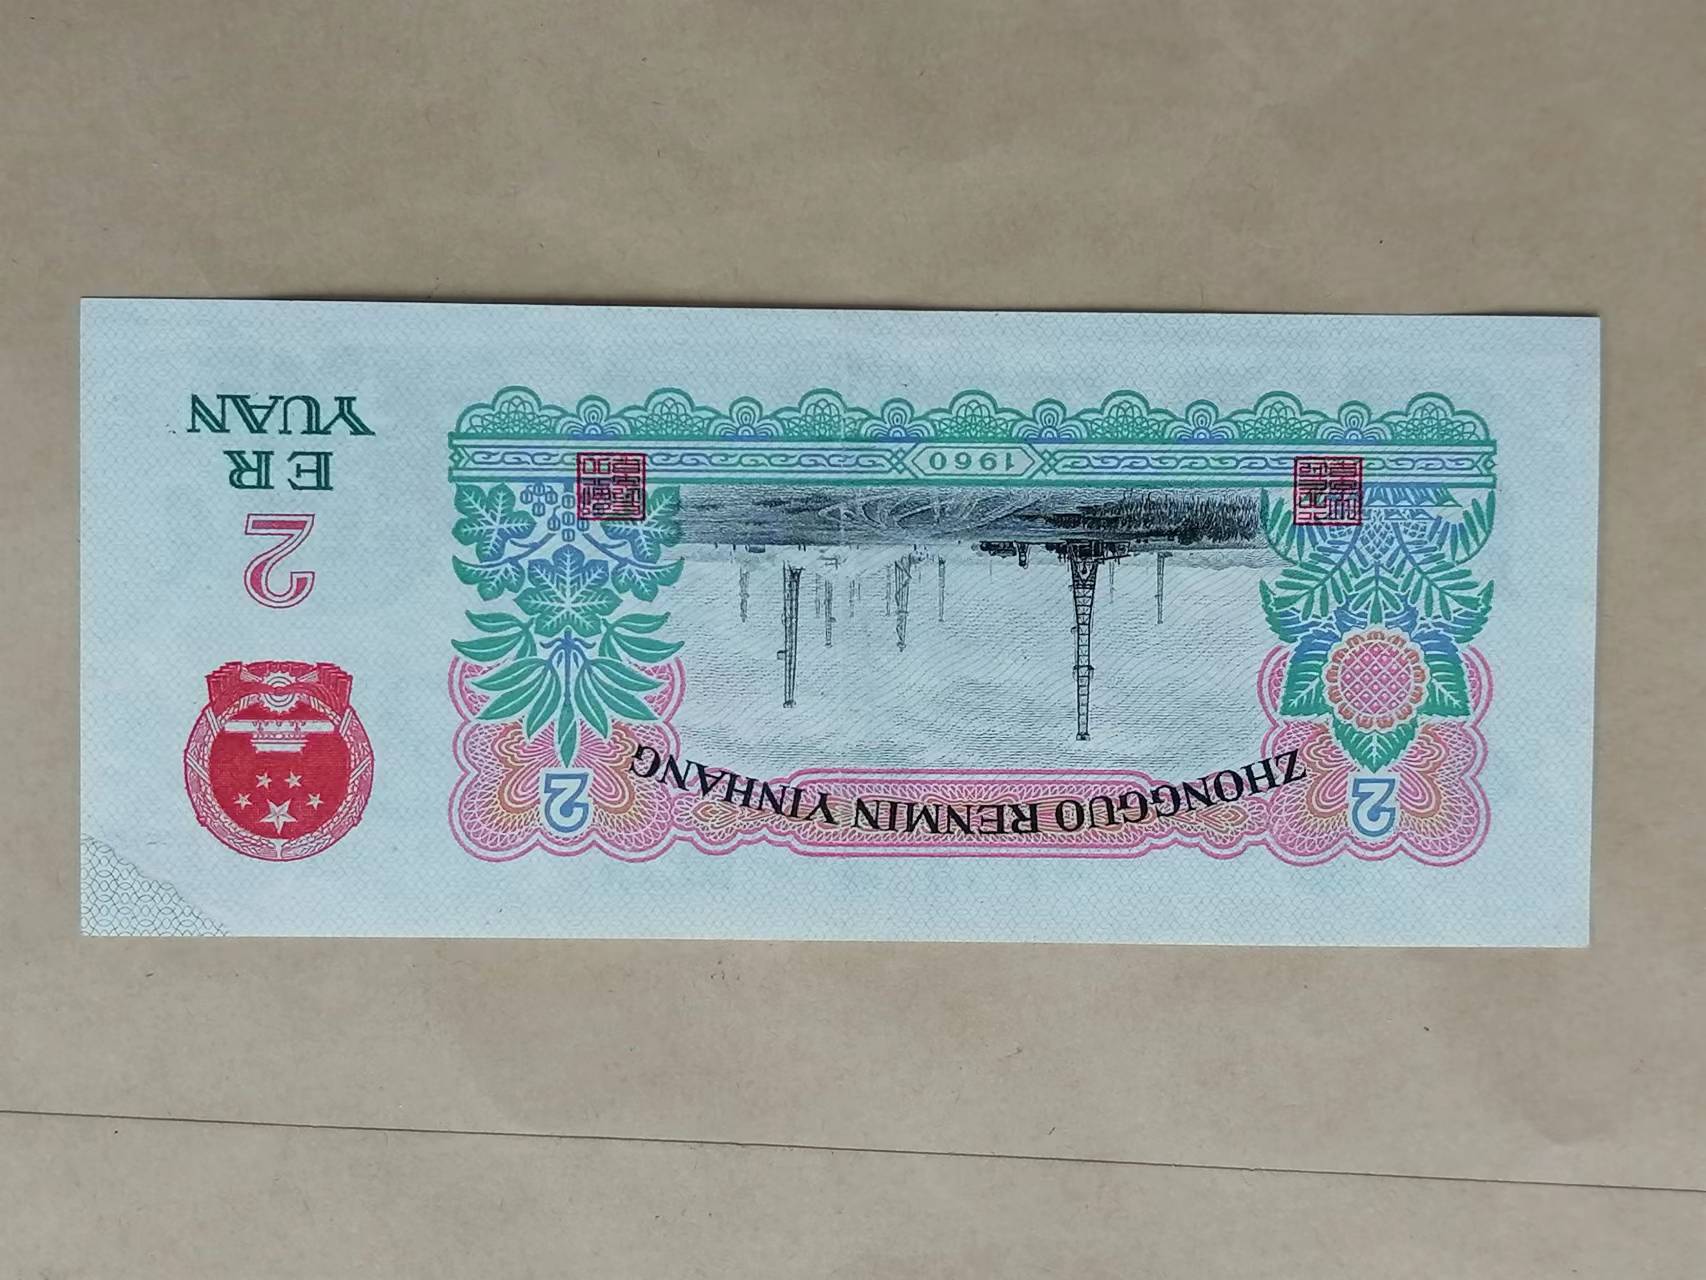 ZHONGGUO RENMIN YINHANG
2
2
2
ER
YUAN
1960